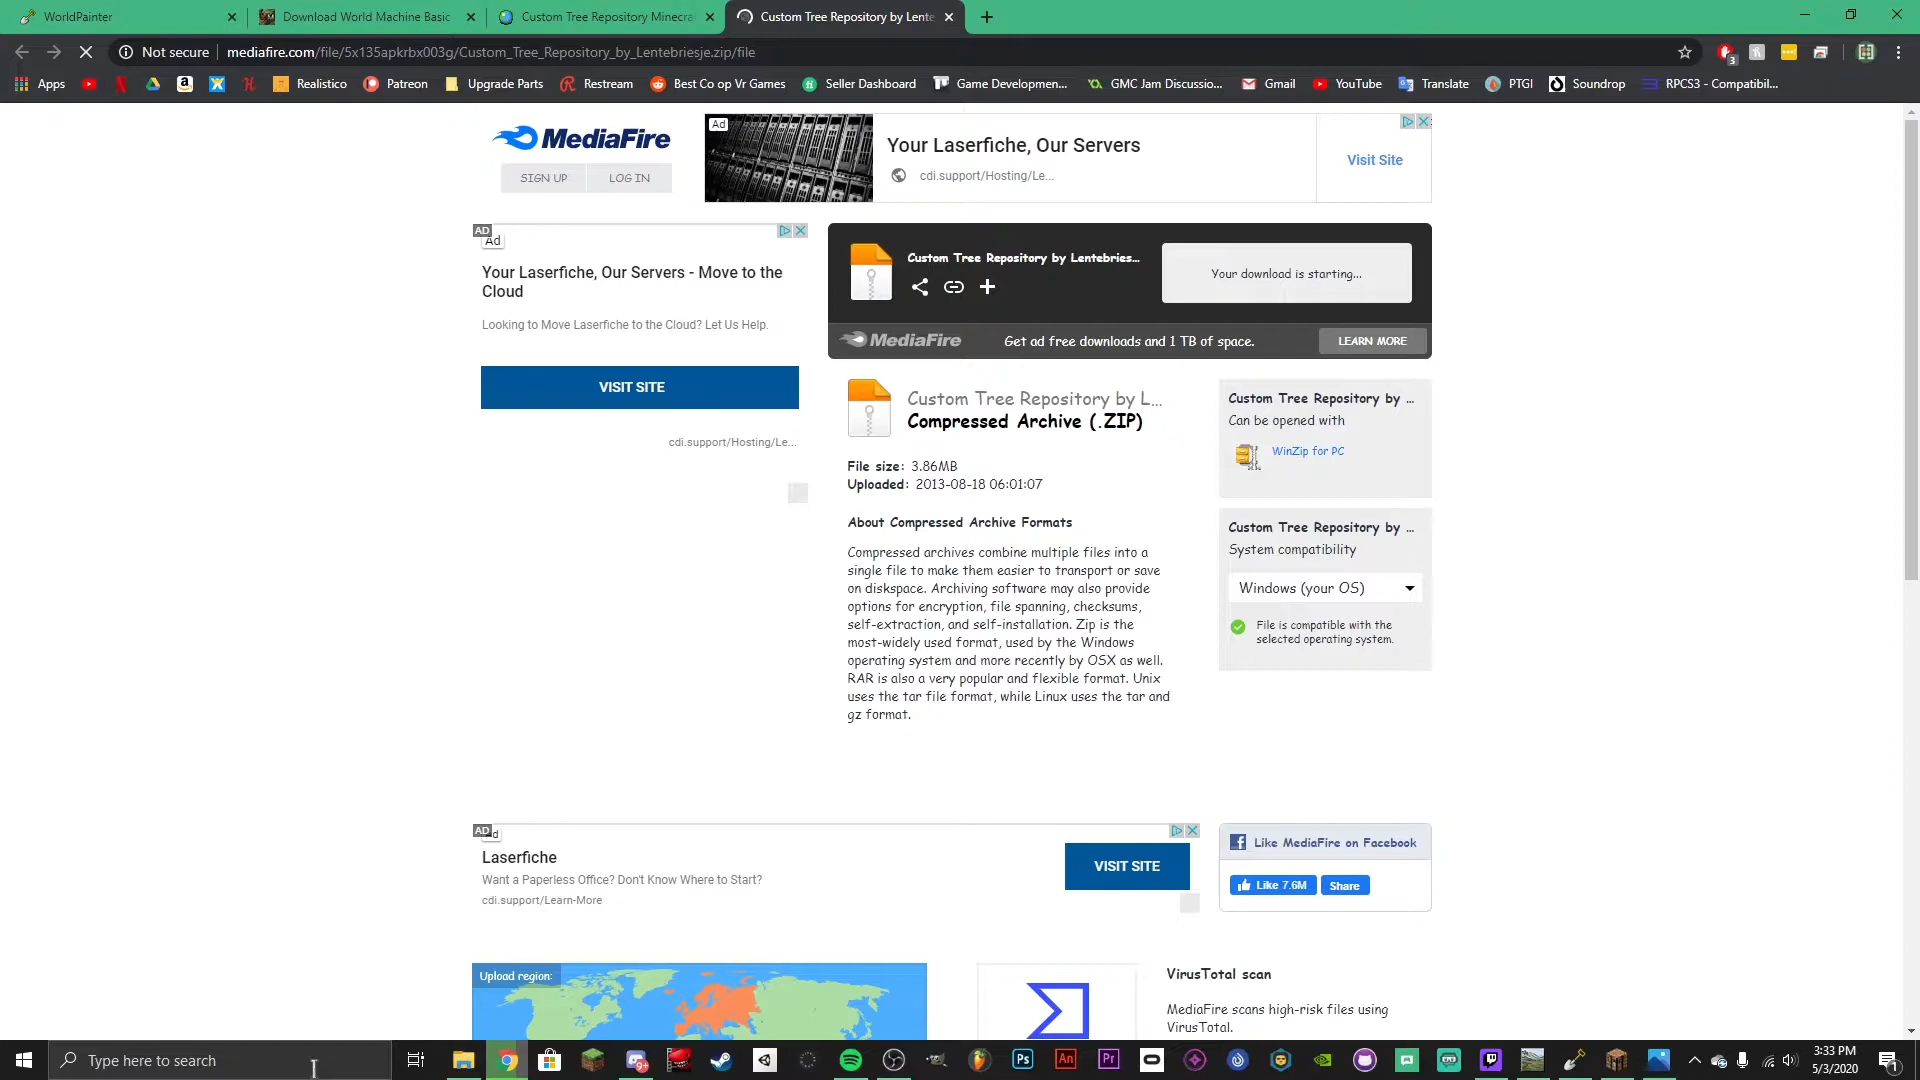 WorldPainter
Download World Machine Basic
Custom Tree Repository Minecra
Custom Tree Repository by Lente
Not secure
mediafire.com/file/5x135apkrbx003g/Custom_Tree_Repository_by_Lentebriesje.zip/file
3
Apps
Realistico
Patreon
Upgrade Parts
Restream
Best Co op Vr Games
Seller Dashboard
Game Developmen...
GMC Jam Discussio...
Gmail
YouTube
Translate
PTGI
Soundrop
RPCS3 - Compatibil...
MediaFire
SIGN UP
LOG IN
Ad
Your Laserfiche, Our Servers
cdi.support/Hosting/Le...
Visit Site
AD
Ad
Your Laserfiche, Our Servers - Move to the
Cloud
Looking to Move Laserfiche to the Cloud? Let Us Help.
VISIT SITE
cdi.support/Hosting/Le...
Custom Tree Repository by Lentebries...
Your download is starting...
MediaFire
Get ad free downloads and 1 TB of space.
LEARN MORE
Custom Tree Repository by L...
Compressed Archive (.ZIP)
File size: 3.86MB
Uploaded: 2013-08-18 06:01:07
About Compressed Archive Formats
Compressed archives combine multiple files into a
single file to make them easier to transport or save
on diskspace. Archiving software may also provide
options for encryption, file spanning, checksums,
self-extraction, and self-installation. Zip is the
most-widely used format, used by the Windows
operating system and more recently by OSX as well.
RAR is also a very popular and flexible format. Unix
uses the tar file format, while Linux uses the tar and
gz format.
Custom Tree Repository by ...
Can be opened with
WinZip for PC
Custom Tree Repository by ...
System compatibility
Windows (your OS)
File is compatible with the
selected operating system.
AD
Laserfiche
Want a Paperless Office? Don't Know Where to Start?
cdi.support/Learn-More
VISIT SITE
Like MediaFire on Facebook
Like 7.6M
Share
Upload region:
VirusTotal scan
MediaFire scans high-risk files using
VirusTotal.
Type here to search
9+
Ps
An
Pr
3:33 PM
5/3/2020
1